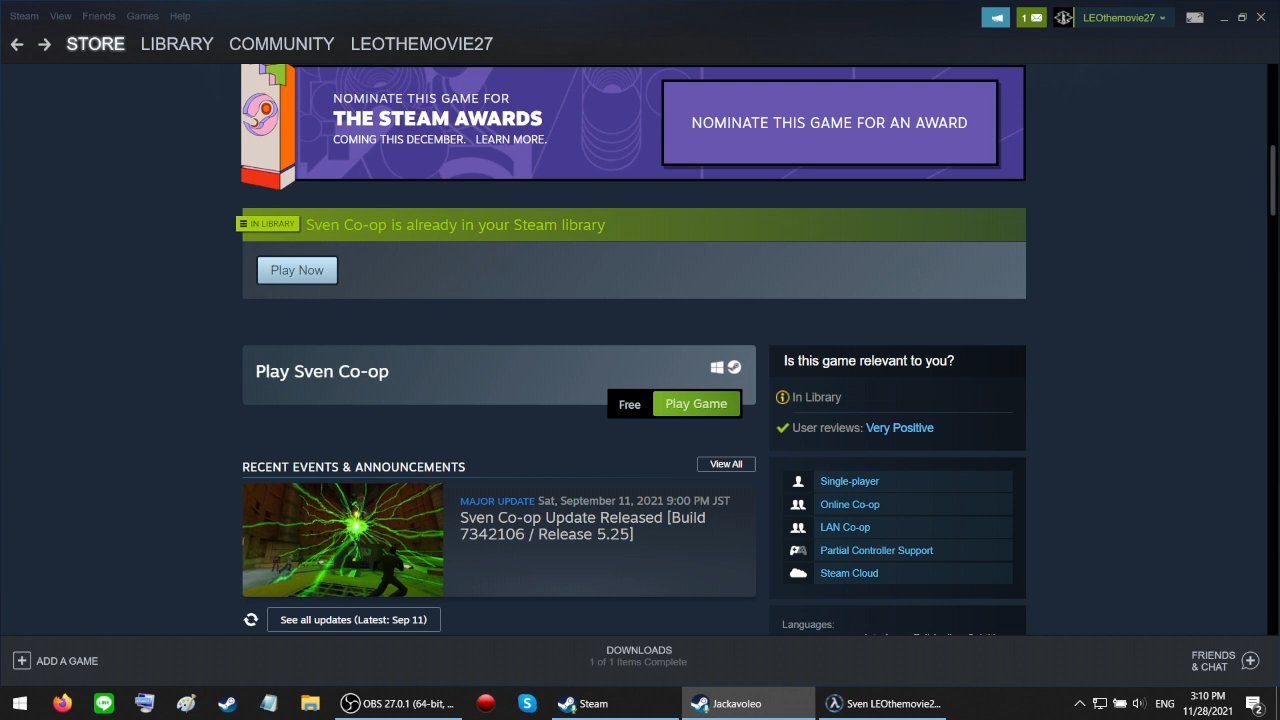 Steam View Friends Games Help
1
LEOthemovie27
STORE LIBRARY COMMUNITY LEOTHEMOVIE27
NOMINATE THIS GAME FOR
THE STEAM AWARDS
COMING THIS DECEMBER. LEARN MORE.
NOMINATE THIS GAME FOR AN AWARD
IN LIBRARY
Sven Co-op is already in your Steam library
Play Now
Play Sven Co-op
Free
Play Game
Is this game relevant to you?
In Library
User reviews: Very Positive
RECENT EVENTS & ANNOUNCEMENTS
View All
MAJOR UPDATE Sat, September 11, 2021 9:00 PM JST
Sven Co-op Update Released [Build
7342106 / Release 5.25]
See all updates (Latest: Sep 11)
Single-player
Online Co-op
LAN Co-op
Partial Controller Support
Steam Cloud
Languages:
ADD A GAME
DOWNLOADS
1 of 1 Items Complete
FRIENDS
& CHAT
OBS 27.0.1 (64-bit, ...
Steam
Jackavoleo
Sven LEOthemovie2...
ENG
3:10 PM
11/28/2021
2